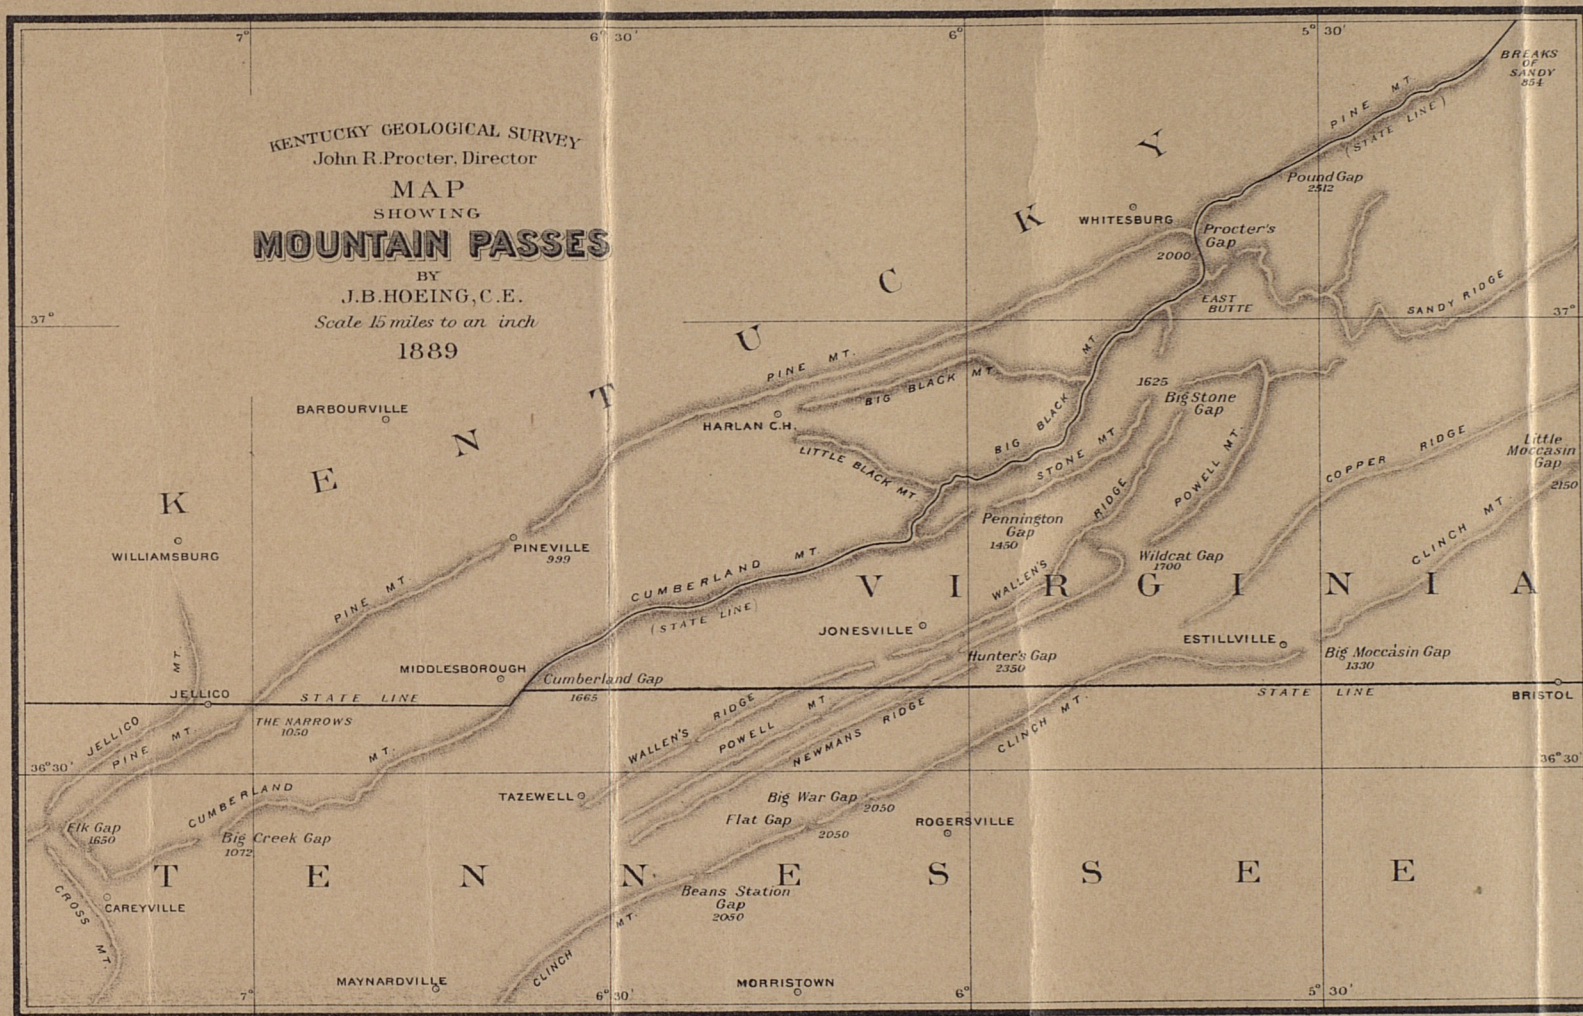 7° 6° 30' 6° 5° 30'
BREAKS
OF
SANDY
854
PINE MT.
(STATE LINE)
KENTUCKY GEOLOGICAL SURVEY
John R. Procter, Director
MAP
SHOWING
MOUNTAIN PASSES
BY
J.B. HOEING, C.E.
Scale 15 miles to an inch
1889
KENTUCKY
Pound Gap
2512
WHITESBURG
Procter's
Gap
2000
EAST
BUTTE
SANDY RIDGE
37°
37°
PINE MT.
BIG BLACK MT.
BIG BLACK MT.
1625
Big Stone
Gap
BARBOURVILLE
HARLAN C.H.
LITTLE BLACK MT.
STONE MT.
POWELL MT.
COPPER RIDGE
Little
Moccasin
Gap
2150
WILLIAMSBURG
PINEVILLE
999
Pennington
Gap
1450
WALLEN'S RIDGE
Wildcat Gap
1700
CLINCH MT.
PINE MT.
CUMBERLAND MT.
(STATE LINE)
VIRGINIA
JONESVILLE
ESTILLVILLE
Big Moccasin Gap
1330
MT.
MIDDLESBOROUGH
Cumberland Gap
1665
Hunter's Gap
2350
JELLICO
STATE LINE
STATE LINE
BRISTOL
THE NARROWS
1050
JELLICO
PINE MT.
WALLEN'S RIDGE
POWELL MT.
NEWMANS RIDGE
CLINCH MT.
36° 30'
36° 30'
CUMBERLAND MT.
TAZEWELL
Big War Gap
2050
Flat Gap
2050
ROGERSVILLE
Elk Gap
1650
Big Creek Gap
1072
TENNESSEE
Beans Station
Gap
2050
CAREYVILLE
CROSS MT.
CLINCH MT.
MAYNARDVILLE
MORRISTOWN
7° 6° 30' 6° 5° 30'